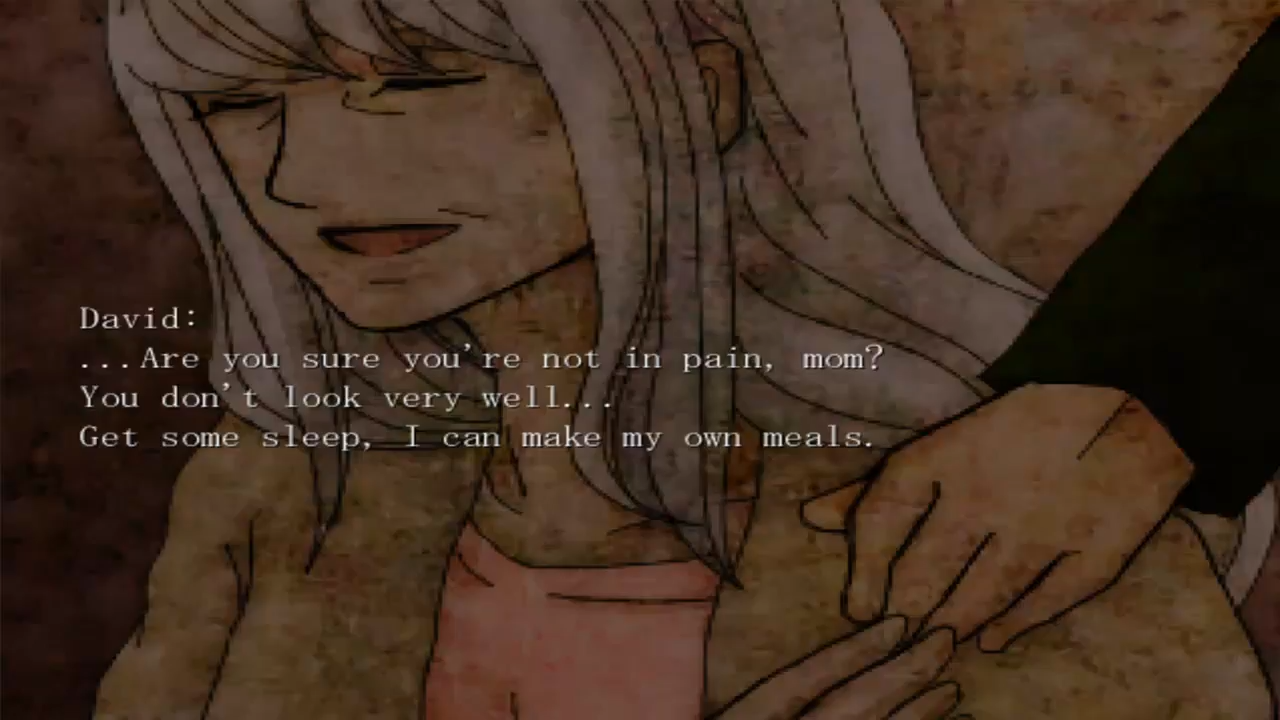 David:
...Are you sure you're not in pain, mom?
You don't look very well...
Get some sleep, I can make my own meals.